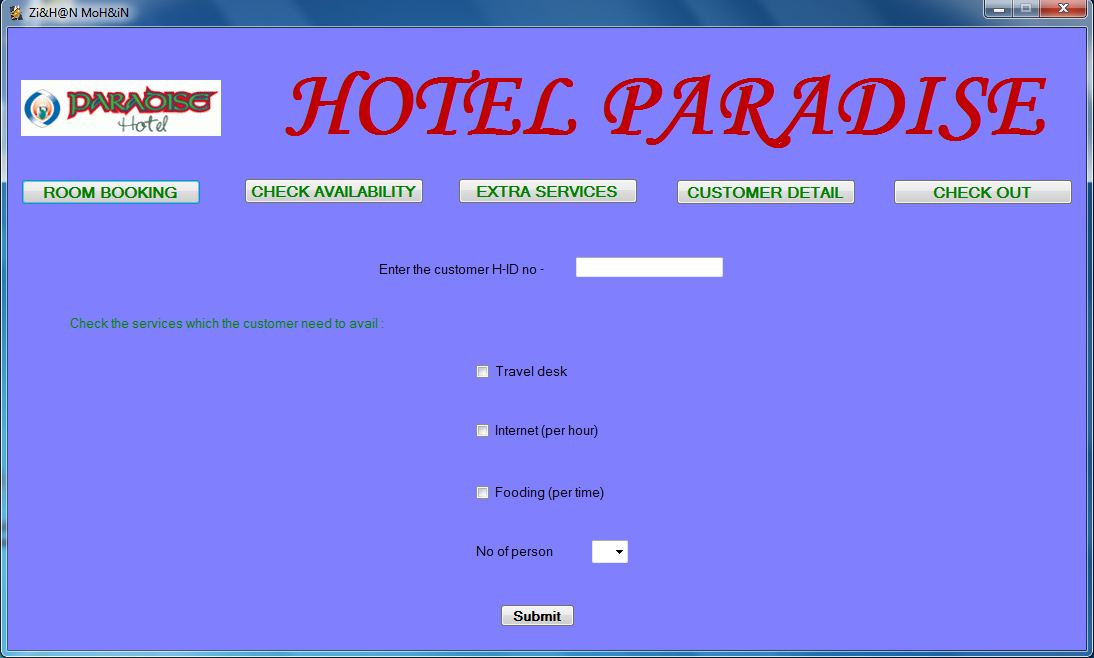 Zi&H@N MoH&iN
PARADISE
Hotel
HOTEL PARADISE
ROOM BOOKING
CHECK AVAILABILITY
EXTRA SERVICES
CUSTOMER DETAIL
CHECK OUT
Enter the customer H-ID no -
Check the services which the customer need to avail :
Travel desk
Internet (per hour)
Fooding (per time)
No of person
Submit